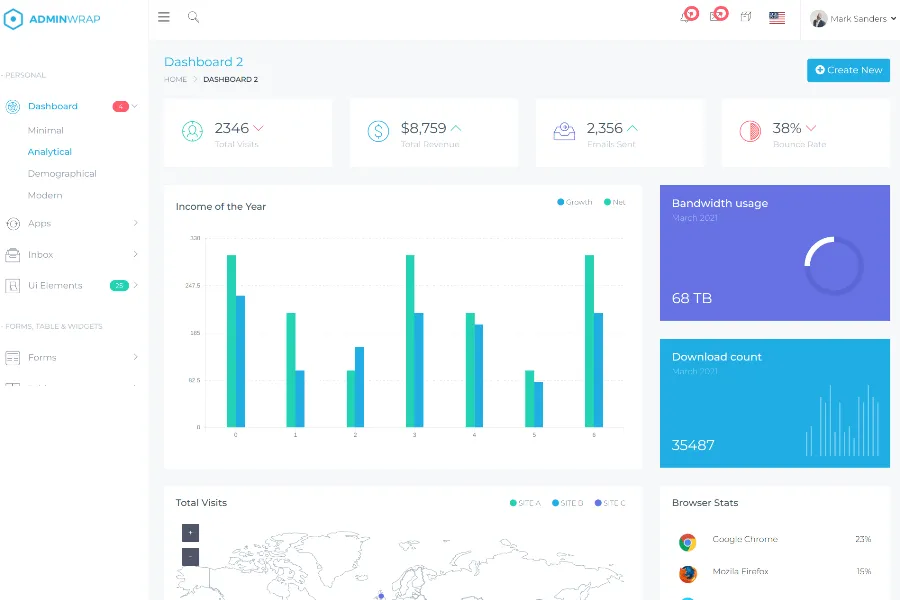 ADMINWRAP
Mark Sanders
- PERSONAL
Dashboard 4
Minimal
Analytical
Demographical
Modern
Apps
Inbox
Ui Elements 25
- FORMS, TABLE & WIDGETS
Forms
Dashboard 2
HOME > DASHBOARD 2
Create New
2346
Total Visits
$8,759
Total Revenue
2,356
Emails Sent
38%
Bounce Rate
Income of the Year
Growth Net
330
247.5
165
82.5
0
0 1 2 3 4 5 6
Bandwidth usage
March 2021
68 TB
Download count
March 2021
35487
Total Visits
SITE A SITE B SITE C
+
-
Browser Stats
Google Chrome 23%
Mozila Firefox 15%